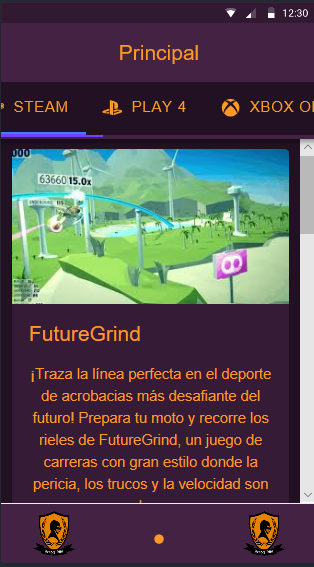 12:30
Principal
STEAM PLAY 4 XBOX
000
63660 15.0x
FutureGrind
¡Traza la línea perfecta en el deporte
de acrobacias más desafiante del
futuro! Prepara tu moto y recorre los
rieles de FutureGrind, un juego de
carreras con gran estilo donde la
pericia, los trucos y la velocidad son